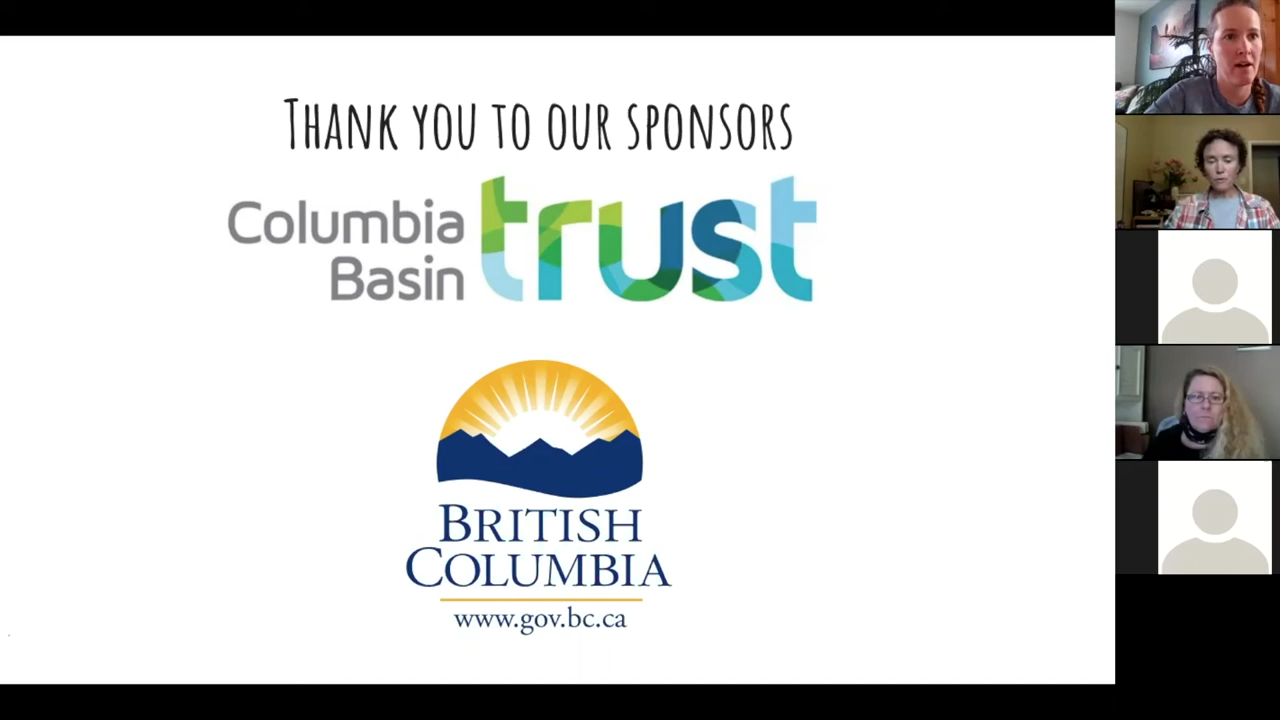 THANK YOU TO OUR SPONSORS
Columbia
Basin
trust
BRITISH
COLUMBIA
www.gov.bc.ca